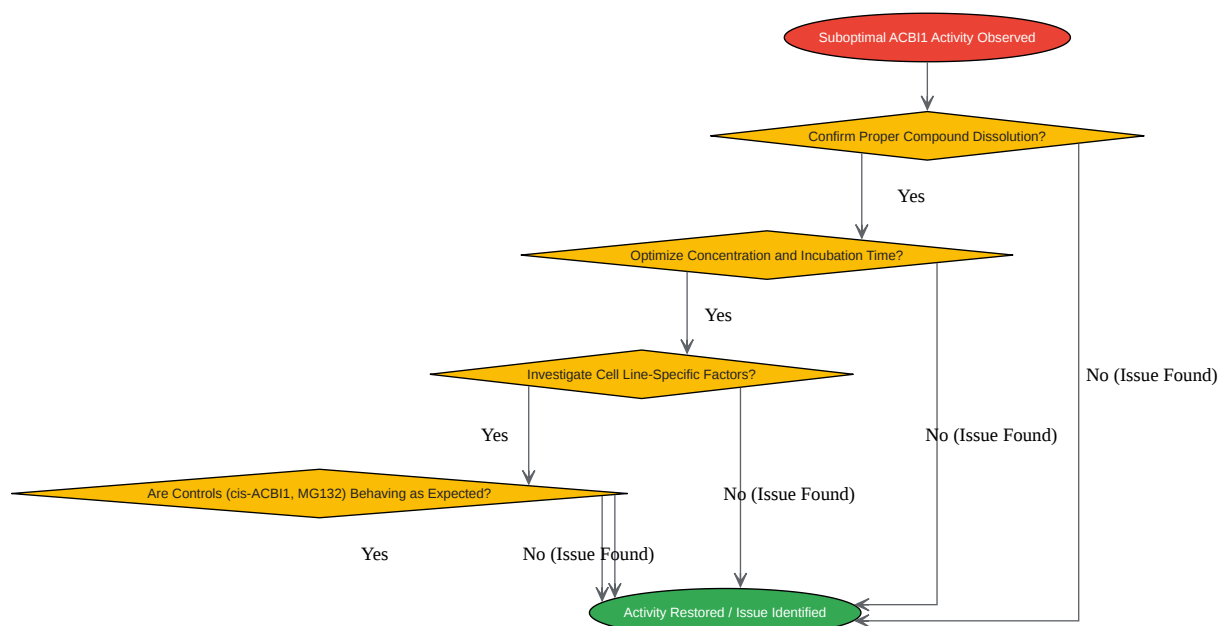 Suboptimal ACBI1 Activity Observed
Confirm Proper Compound Dissolution?
Yes
Optimize Concentration and Incubation Time?
Yes
Investigate Cell Line-Specific Factors?
No (Issue Found)
Yes
No (Issue Found)
Are Controls (cis-ACBI1, MG132) Behaving as Expected?
No (Issue Found)
Yes
No (Issue Found)
Activity Restored / Issue Identified